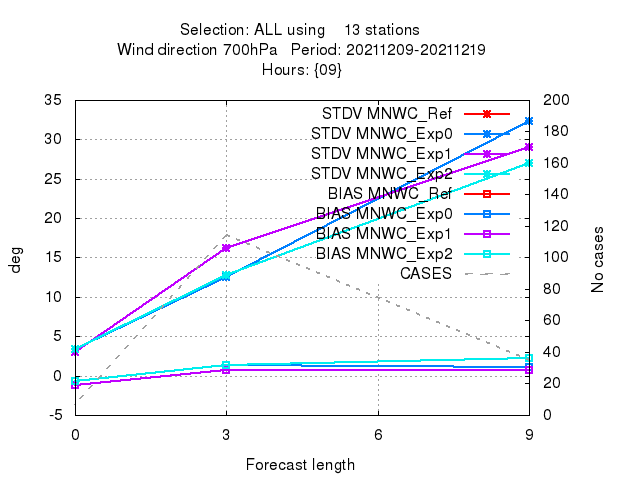 Selection: ALL using 13 stations
Wind direction 700hPa Period: 20211209-20211219
Hours: {09}
35 200
30 180
25 160
20 140
15 120
10 100
5 80
0 60
-5 40
20
0
STDV MNWC_Ref
STDV MNWC_Exp0
STDV MNWC_Exp1
STDV MNWC_Exp2
BIAS MNWC_Ref
BIAS MNWC_Exp0
BIAS MNWC_Exp1
BIAS MNWC_Exp2
CASES
deg
No cases
0 3 6 9
Forecast length